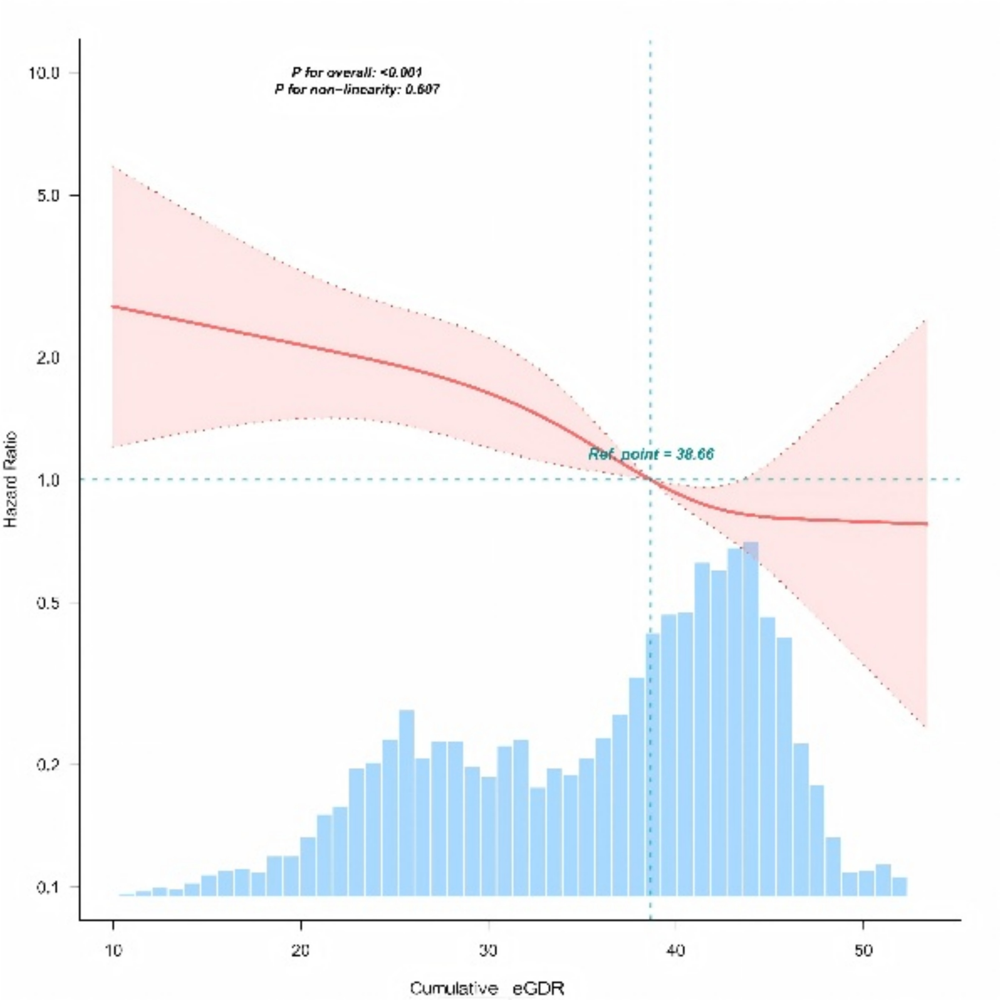 P for overall: <0.001
P for non-linearity: 0.607
10.0
5.0
2.0
1.0
0.5
0.2
0.1
Hazard Ratio
Ref. point = 38.66
10 20 30 40 50
Cumulative eGDR